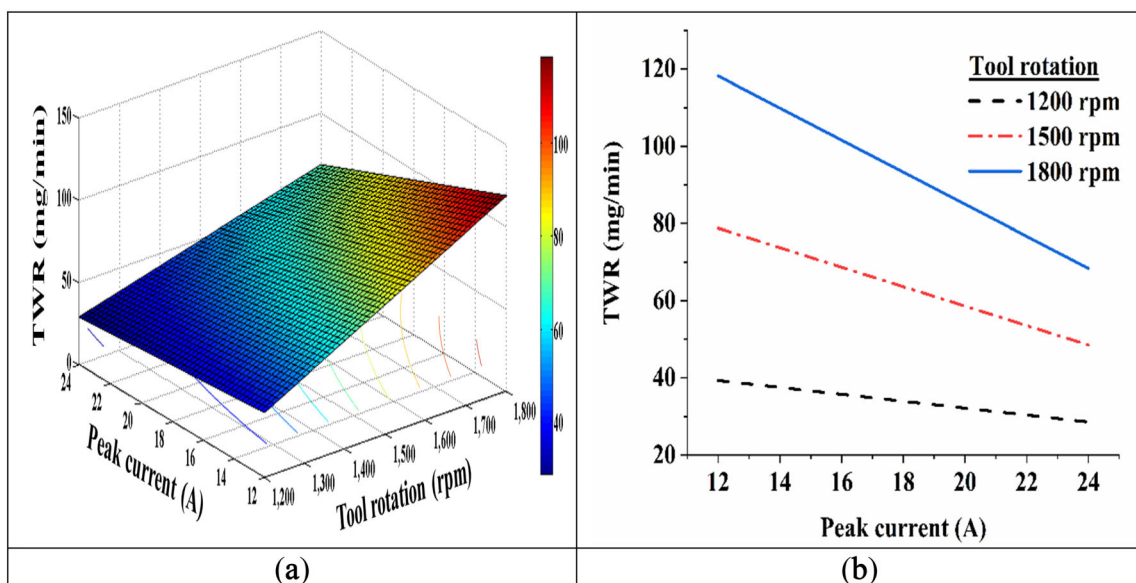 150
100
50
0
TWR (mg/min)
24
22
20
18
16
14
12
Peak current (A)
1,200
1,300
1,400
1,500
1,600
1,700
1,800
Tool rotation (rpm)
100
80
60
40
(a)
120
100
80
60
40
20
TWR (mg/min)
Tool rotation
1200 rpm
1500 rpm
1800 rpm
12 14 16 18 20 22 24
Peak current (A)
(b)